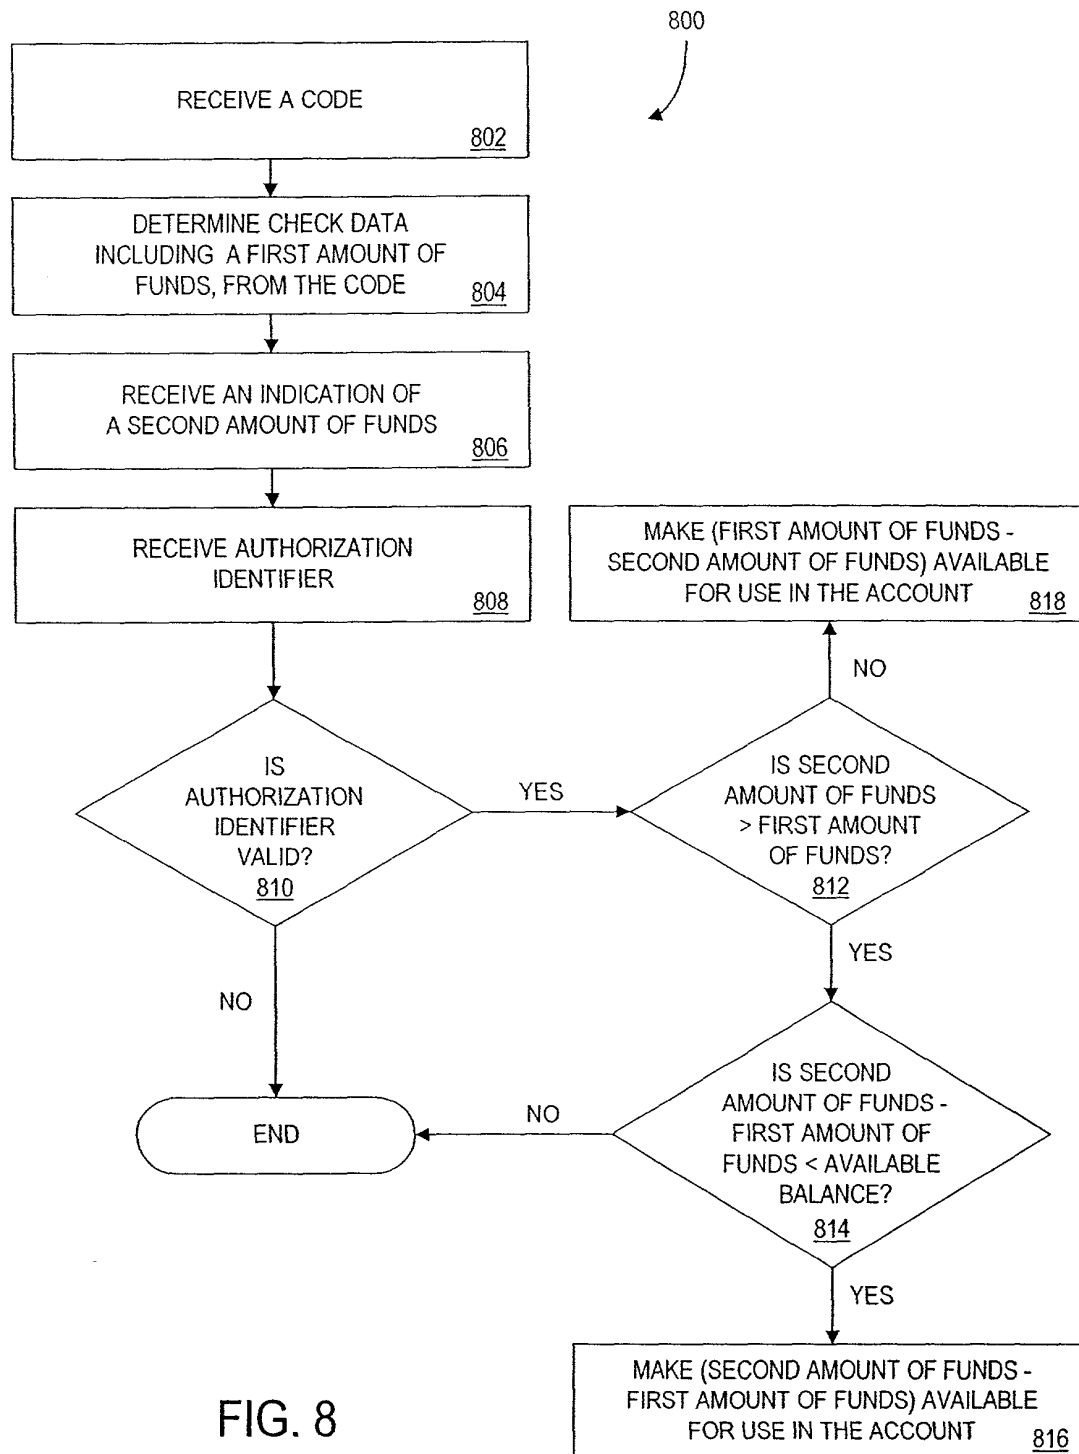 800
RECEIVE A CODE
802
DETERMINE CHECK DATA
INCLUDING A FIRST AMOUNT OF
FUNDS, FROM THE CODE
804
RECEIVE AN INDICATION OF
A SECOND AMOUNT OF FUNDS
806
RECEIVE AUTHORIZATION
IDENTIFIER
808
MAKE (FIRST AMOUNT OF FUNDS -
SECOND AMOUNT OF FUNDS) AVAILABLE
FOR USE IN THE ACCOUNT
818
NO
IS
AUTHORIZATION
IDENTIFIER
VALID?
810
YES
IS SECOND
AMOUNT OF FUNDS
> FIRST AMOUNT
OF FUNDS?
812
YES
NO
END
NO
IS SECOND
AMOUNT OF FUNDS -
FIRST AMOUNT OF
FUNDS < AVAILABLE
BALANCE?
814
YES
MAKE (SECOND AMOUNT OF FUNDS -
FIRST AMOUNT OF FUNDS) AVAILABLE
FOR USE IN THE ACCOUNT
816
FIG. 8